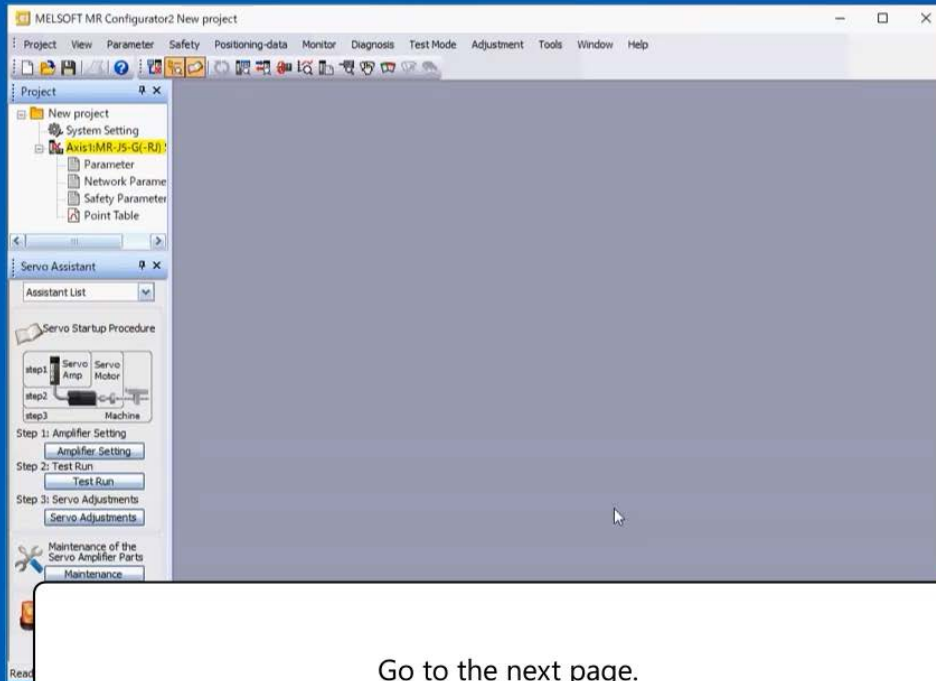 MELSOFT MR Configurator2 New project
Project View Parameter Safety Positioning-data Monitor Diagnosis Test Mode Adjustment Tools Window Help
Project
New project
System Setting
Axis1:MR-J5-G(-RJ)
Parameter
Network Parame
Safety Parameter
Point Table
Servo Assistant
Assistant List
Servo Startup Procedure
step1 Servo Amp Servo Motor
step2
step3 Machine
Step 1: Amplifier Setting
Amplifier Setting
Step 2: Test Run
Test Run
Step 3: Servo Adjustments
Servo Adjustments
Maintenance of the
Servo Amplifier Parts
Maintenance
Read
Go to the next page.